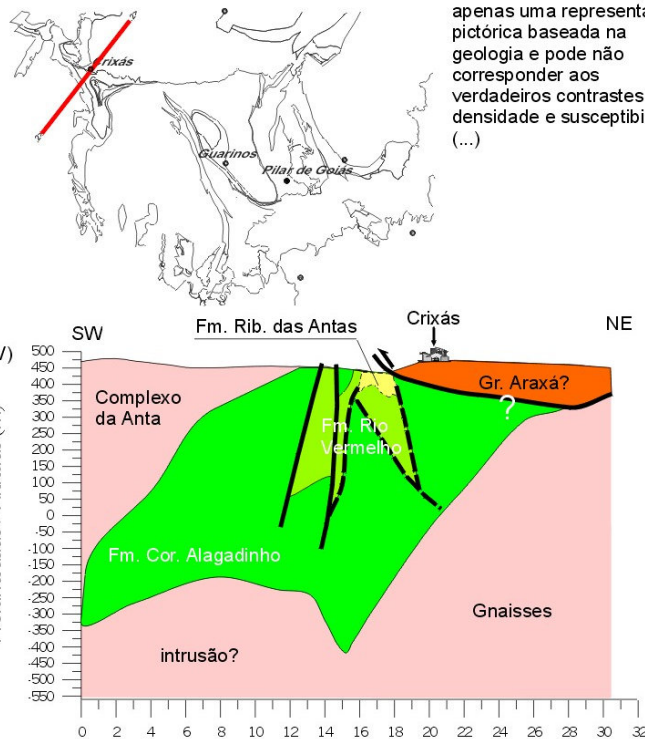 apenas uma representa
pictórica baseada na
geologia e pode não
corresponder aos
verdadeiros contrastes
densidade e susceptibi
(...)
Crixás
Guarinos
Pilar de Goiás
SW
Fm. Rib. das Antas
Crixás
NE
500
450
400
350
300
250
200
150
100
50
0
-50
-100
-150
-200
-250
-300
-350
-400
-450
-500
-550
Complexo
da Anta
Gr. Araxá?
?
Fm. Rio
Vermelho
Fm. Cor. Alagadinho
Gnaisses
intrusão?
0 2 4 6 8 10 12 14 16 18 20 22 24 26 28 30 32